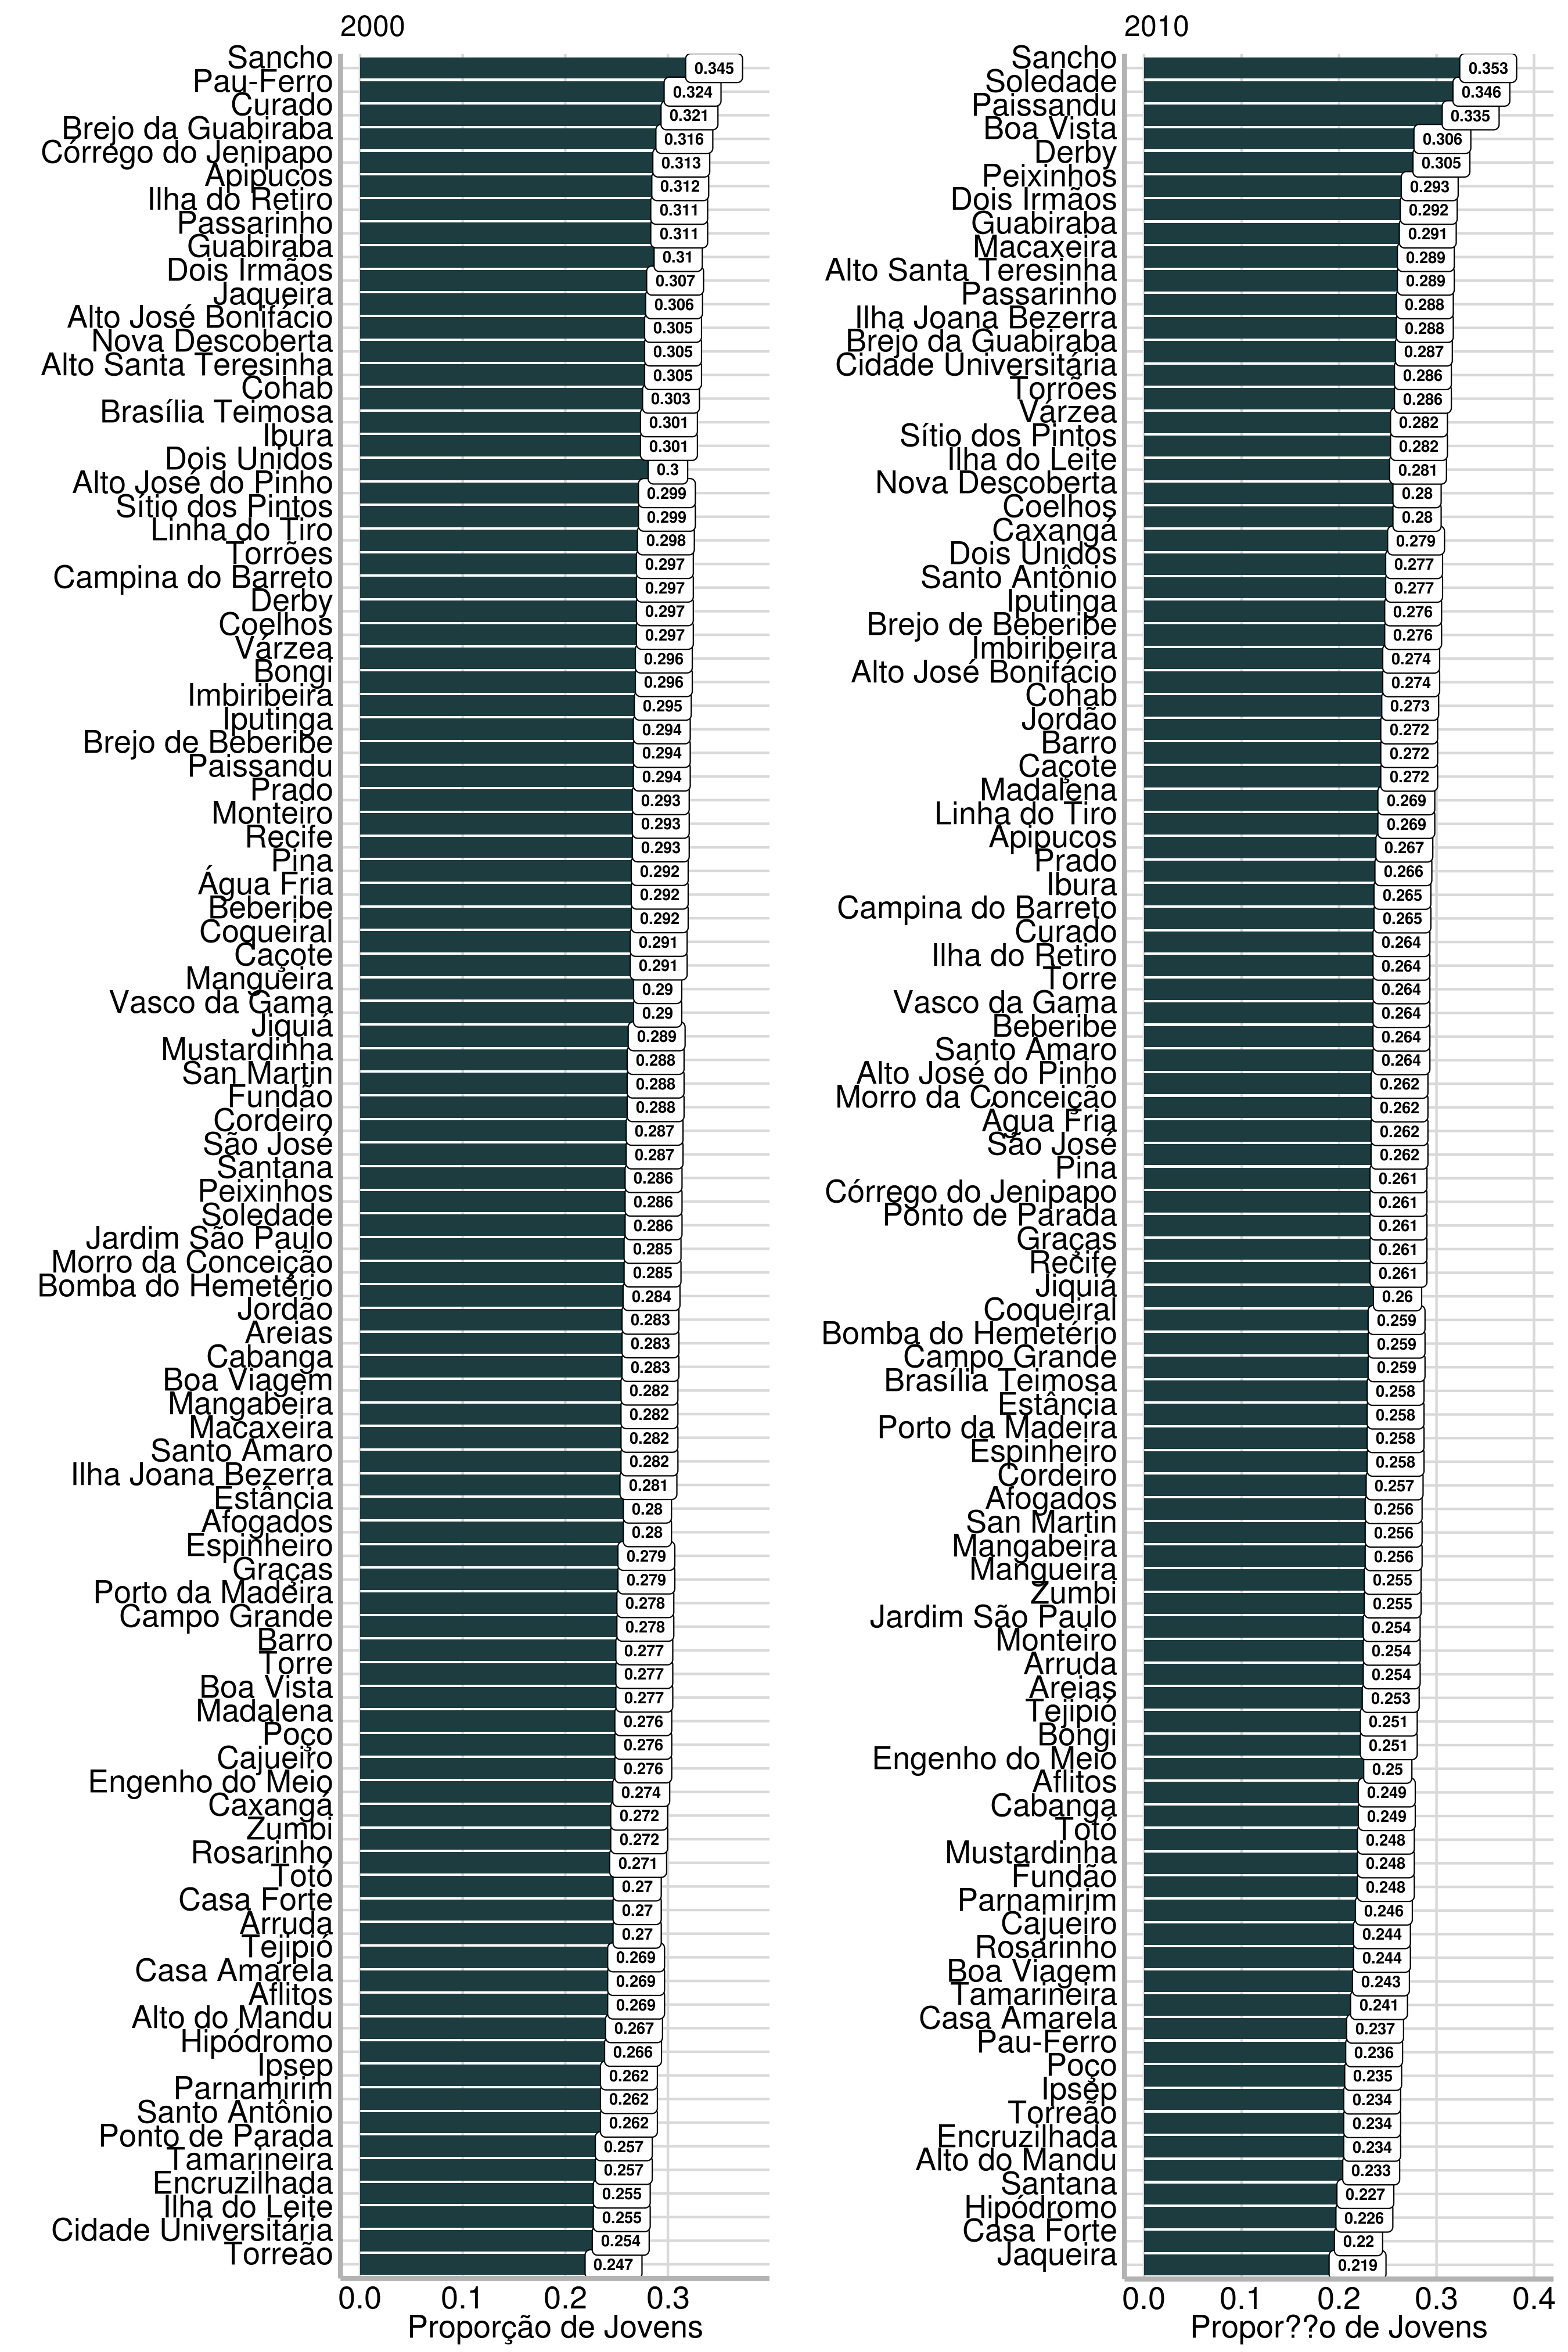 2000
Sancho 0.345
Pau-Ferro 0.324
Curado 0.321
Brejo da Guabiraba 0.316
Córrego do Jenipapo 0.313
Apipucos 0.312
Ilha do Retiro 0.311
Passarinho 0.311
Guabiraba 0.31
Dois Irmãos 0.307
Jaqueira 0.306
Alto José Bonifácio 0.305
Nova Descoberta 0.305
Alto Santa Teresinha 0.305
Cohab 0.303
Brasília Teimosa 0.301
Ibura 0.301
Dois Unidos 0.3
Alto José do Pinho 0.299
Sítio dos Pintos 0.299
Linha do Tiro 0.298
Torrões 0.297
Campina do Barreto 0.297
Derby 0.297
Coelhos 0.297
Várzea 0.296
Bongi 0.296
Imbiribeira 0.295
Iputinga 0.294
Brejo de Beberibe 0.294
Paissandu 0.294
Prado 0.293
Monteiro 0.293
Recife 0.293
Pina 0.292
Água Fria 0.292
Beberibe 0.292
Coqueiral 0.291
Caçote 0.291
Mangueira 0.29
Vasco da Gama 0.29
Jiquiá 0.289
Mustardinha 0.288
San Martin 0.288
Fundão 0.288
Cordeiro 0.287
São José 0.287
Santana 0.286
Peixinhos 0.286
Soledade 0.286
Jardim São Paulo 0.285
Morro da Conceição 0.285
Bomba do Hemetério 0.284
Jordão 0.283
Areias 0.283
Cabanga 0.283
Boa Viagem 0.282
Mangabeira 0.282
Macaxeira 0.282
Santo Amaro 0.282
Ilha Joana Bezerra 0.281
Estância 0.28
Afogados 0.28
Espinheiro 0.279
Graças 0.279
Porto da Madeira 0.278
Campo Grande 0.278
Barro 0.277
Torre 0.277
Boa Vista 0.277
Madalena 0.276
Poço 0.276
Cajueiro 0.276
Engenho do Meio 0.274
Caxangá 0.272
Zumbi 0.272
Rosarinho 0.271
Totó 0.27
Casa Forte 0.27
Arruda 0.27
Tejipió 0.269
Casa Amarela 0.269
Aflitos 0.269
Alto do Mandu 0.267
Hipódromo 0.266
Ipsep 0.262
Parnamirim 0.262
Santo Antônio 0.262
Ponto de Parada 0.257
Tamarineira 0.257
Encruzilhada 0.255
Ilha do Leite 0.255
Cidade Universitária 0.254
Torreão 0.247
0.0 0.1 0.2 0.3
Proporção de Jovens
2010
Sancho 0.353
Soledade 0.346
Paissandu 0.335
Boa Vista 0.306
Derby 0.305
Peixinhos 0.293
Dois Irmãos 0.292
Guabiraba 0.291
Macaxeira 0.289
Alto Santa Teresinha 0.289
Passarinho 0.288
Ilha Joana Bezerra 0.288
Brejo da Guabiraba 0.287
Cidade Universitária 0.286
Torrões 0.286
Várzea 0.282
Sítio dos Pintos 0.282
Ilha do Leite 0.281
Nova Descoberta 0.28
Coelhos 0.28
Caxangá 0.279
Dois Unidos 0.277
Santo Antônio 0.277
Iputinga 0.276
Brejo de Beberibe 0.276
Imbiribeira 0.274
Alto José Bonifácio 0.274
Cohab 0.273
Jordão 0.272
Barro 0.272
Caçote 0.272
Madalena 0.269
Linha do Tiro 0.269
Apipucos 0.267
Prado 0.266
Ibura 0.265
Campina do Barreto 0.265
Curado 0.264
Ilha do Retiro 0.264
Torre 0.264
Vasco da Gama 0.264
Beberibe 0.264
Santo Amaro 0.264
Alto José do Pinho 0.262
Morro da Conceição 0.262
Água Fria 0.262
São José 0.262
Pina 0.261
Córrego do Jenipapo 0.261
Ponto de Parada 0.261
Graças 0.261
Recife 0.261
Jiquiá 0.26
Coqueiral 0.259
Bomba do Hemetério 0.259
Campo Grande 0.259
Brasília Teimosa 0.258
Estância 0.258
Porto da Madeira 0.258
Espinheiro 0.258
Cordeiro 0.257
Afogados 0.256
San Martin 0.256
Mangabeira 0.256
Mangueira 0.255
Zumbi 0.255
Jardim São Paulo 0.254
Monteiro 0.254
Arruda 0.254
Areias 0.253
Tejipió 0.251
Bongi 0.251
Engenho do Meio 0.25
Aflitos 0.249
Cabanga 0.249
Totó 0.248
Mustardinha 0.248
Fundão 0.248
Parnamirim 0.246
Cajueiro 0.244
Rosarinho 0.244
Boa Viagem 0.243
Tamarineira 0.241
Casa Amarela 0.237
Pau-Ferro 0.236
Poço 0.235
Ipsep 0.234
Torreão 0.234
Encruzilhada 0.234
Alto do Mandu 0.233
Santana 0.227
Hipódromo 0.226
Casa Forte 0.22
Jaqueira 0.219
0.0 0.1 0.2 0.3 0.4
Propor??o de Jovens